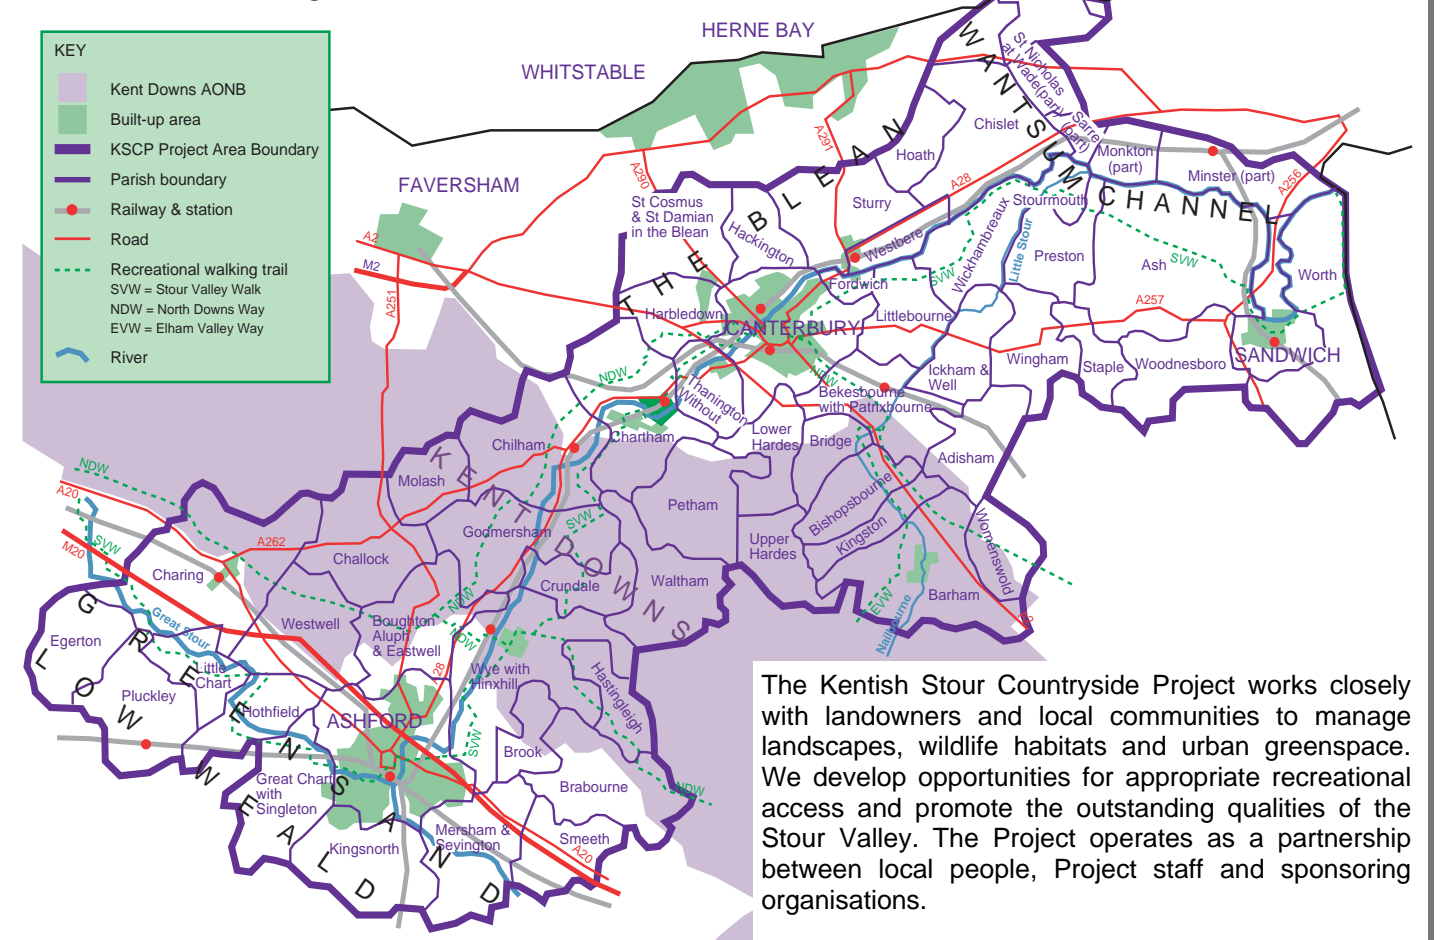 HERNE BAY
WHITSTABLE
FAVERSHAM
KEY
Kent Downs AONB
Built-up area
KSCP Project Area Boundary
Parish boundary
Railway & station
Road
Recreational walking trail
SVW = Stour Valley Walk
NDW = North Downs Way
EVW = Elham Valley Way
River
WANTSUM CHANNEL
St Nicholas
at Wade(part)
Sarre
(part)
Chislet
Hoath
Monkton
(part)
Minster (part)
A256
A291
A290
A28
A2
M2
A251
St Cosmus
& St Damian
in the Blean
THE BLEAN
Hackington
Sturry
Westbere
Fordwich
Stourmouth
Wickhambreaux
Little Stour
Preston
Ash
SVW
SVW
Worth
A257
Harbledown
CANTERBURY
Littlebourne
SANDWICH
Wingham
Staple
Woodnesboro
Ickham &
Well
NDW
NDW
Bekesbourne
with Patrixbourne
Thanington
Without
Lower
Hardes
Bridge
Adisham
Chartham
Chilham
KENT DOWNS
Molash
Petham
Bishopsbourne
Kingston
Upper
Hardes
Womenswold
Godmersham
SVW
NDW
A20
SVW
M20
A262
Challock
Crundale
Waltham
Barham
EVW
Nailbourne
A2
Charing
Great Stour
Westwell
Boughton
Aluph
& Eastwell
NDW
NDW
GREENSAND
LOW WEALD
Egerton
Little
Chart
Pluckley
Hothfield
A28
Wye with
Hinxhill
Hastingleigh
ASHFORD
SVW
Brook
NDW
Great Chart
with
Singleton
Brabourne
Mersham &
Sevington
Smeeth
Kingsnorth
A20
The Kentish Stour Countryside Project works closely
with landowners and local communities to manage
landscapes, wildlife habitats and urban greenspace.
We develop opportunities for appropriate recreational
access and promote the outstanding qualities of the
Stour Valley. The Project operates as a partnership
between local people, Project staff and sponsoring
organisations.